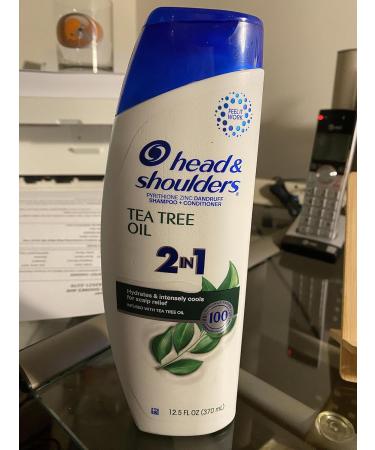 FEEL IT
WORK
head &
shoulders®
PYRITHIONE ZINC DANDRUFF
SHAMPOO + CONDITIONER
TEA TREE
OIL
2IN1
Hydrates & intensely cools
for scalp relief
INFUSED WITH TEA TREE OIL
100%
12.5 FL OZ (370 mL)